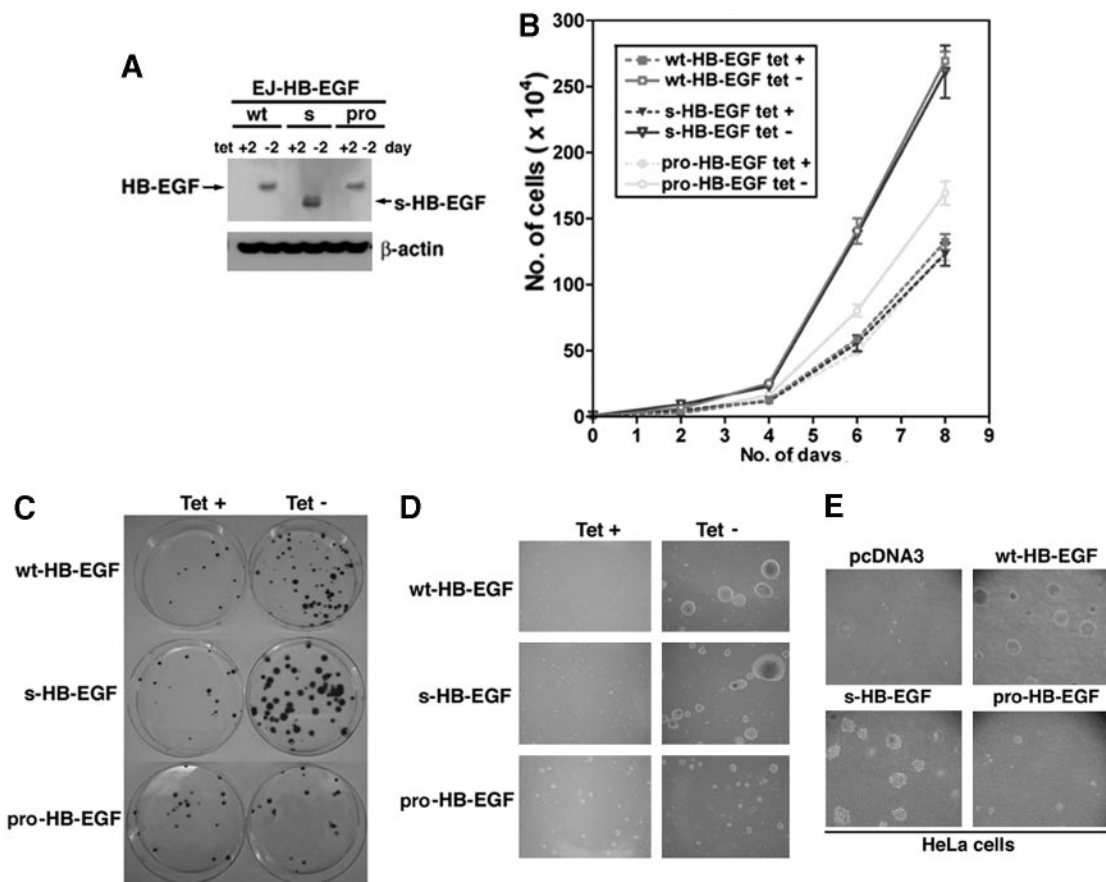 A
EJ-HB-EGF
wt s pro
tet +2 -2 +2 -2 +2 -2 day
HB-EGF
s-HB-EGF
β-actin
B
300
250
200
150
100
50
0
No. of cells ( x 10⁴)
wt-HB-EGF tet +
wt-HB-EGF tet -
s-HB-EGF tet +
s-HB-EGF tet -
pro-HB-EGF tet +
pro-HB-EGF tet -
0 1 2 3 4 5 6 7 8 9
No. of days
C
Tet + Tet -
wt-HB-EGF
s-HB-EGF
pro-HB-EGF
D
Tet + Tet -
wt-HB-EGF
s-HB-EGF
pro-HB-EGF
E
pcDNA3 wt-HB-EGF
s-HB-EGF pro-HB-EGF
HeLa cells